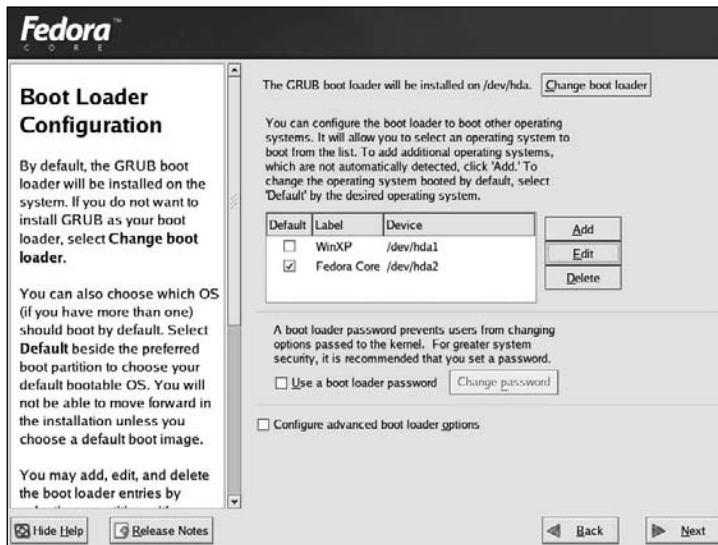 Fedora™
CORE
Boot Loader
Configuration
By default, the GRUB boot
loader will be installed on the
system. If you do not want to
install GRUB as your boot
loader, select Change boot
loader.
You can also choose which OS
(if you have more than one)
should boot by default. Select
Default beside the preferred
boot partition to choose your
default bootable OS. You will
not be able to move forward in
the installation unless you
choose a default boot image.
You may add, edit, and delete
the boot loader entries by
The GRUB boot loader will be installed on /dev/hda. Change boot loader
You can configure the boot loader to boot other operating
systems. It will allow you to select an operating system to
boot from the list. To add additional operating systems,
which are not automatically detected, click 'Add.' To
change the operating system booted by default, select
'Default' by the desired operating system.
Default Label Device
WinXP /dev/hda1
Fedora Core /dev/hda2
Add
Edit
Delete
A boot loader password prevents users from changing
options passed to the kernel. For greater system
security, it is recommended that you set a password.
Use a boot loader password Change password
Configure advanced boot loader options
Hide Help Release Notes Back Next